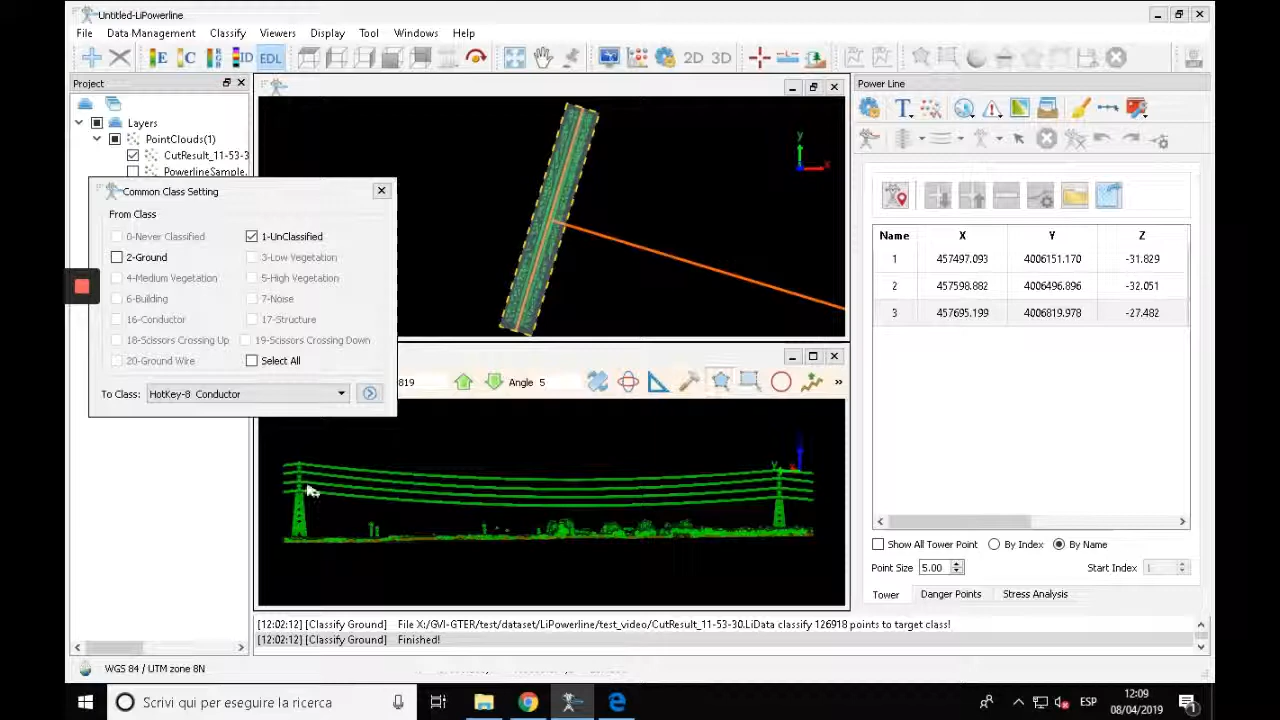 Untitled-LiPowerline
File Data Management Classify Viewers Display Tool Windows Help
E C ID EDL 2D 3D
Project
Power Line
Layers
PointClouds(1)
CutResult_11-53-3
PowerlineSample.
Common Class Setting
From Class
0-Never Classified 1-UnClassified
2-Ground 3-Low Vegetation
4-Medium Vegetation 5-High Vegetation
6-Building 7-Noise
16-Conductor 17-Structure
18-Scissors Crossing Up 19-Scissors Crossing Down
20-Ground Wire Select All
To Class: HotKey-8 Conductor
y
x
819 Angle 5 »
Y
Name X Y Z
1 457497.093 4006151.170 -31.829
2 457598.882 4006496.896 -32.051
3 457695.199 4006819.978 -27.482
Show All Tower Point By Index By Name
Point Size 5.00 Start Index 1
Tower Danger Points Stress Analysis
[12:02:12] [Classify Ground] File X:/GVI-GTER/test/dataset/LiPowerline/test_video/CutResult_11-53-30.LiData classify 126918 points to target class!
[12:02:12] [Classify Ground] Finished!
WGS 84 / UTM zone 8N
Scrivi qui per eseguire la ricerca
ESP
12:09
08/04/2019
1